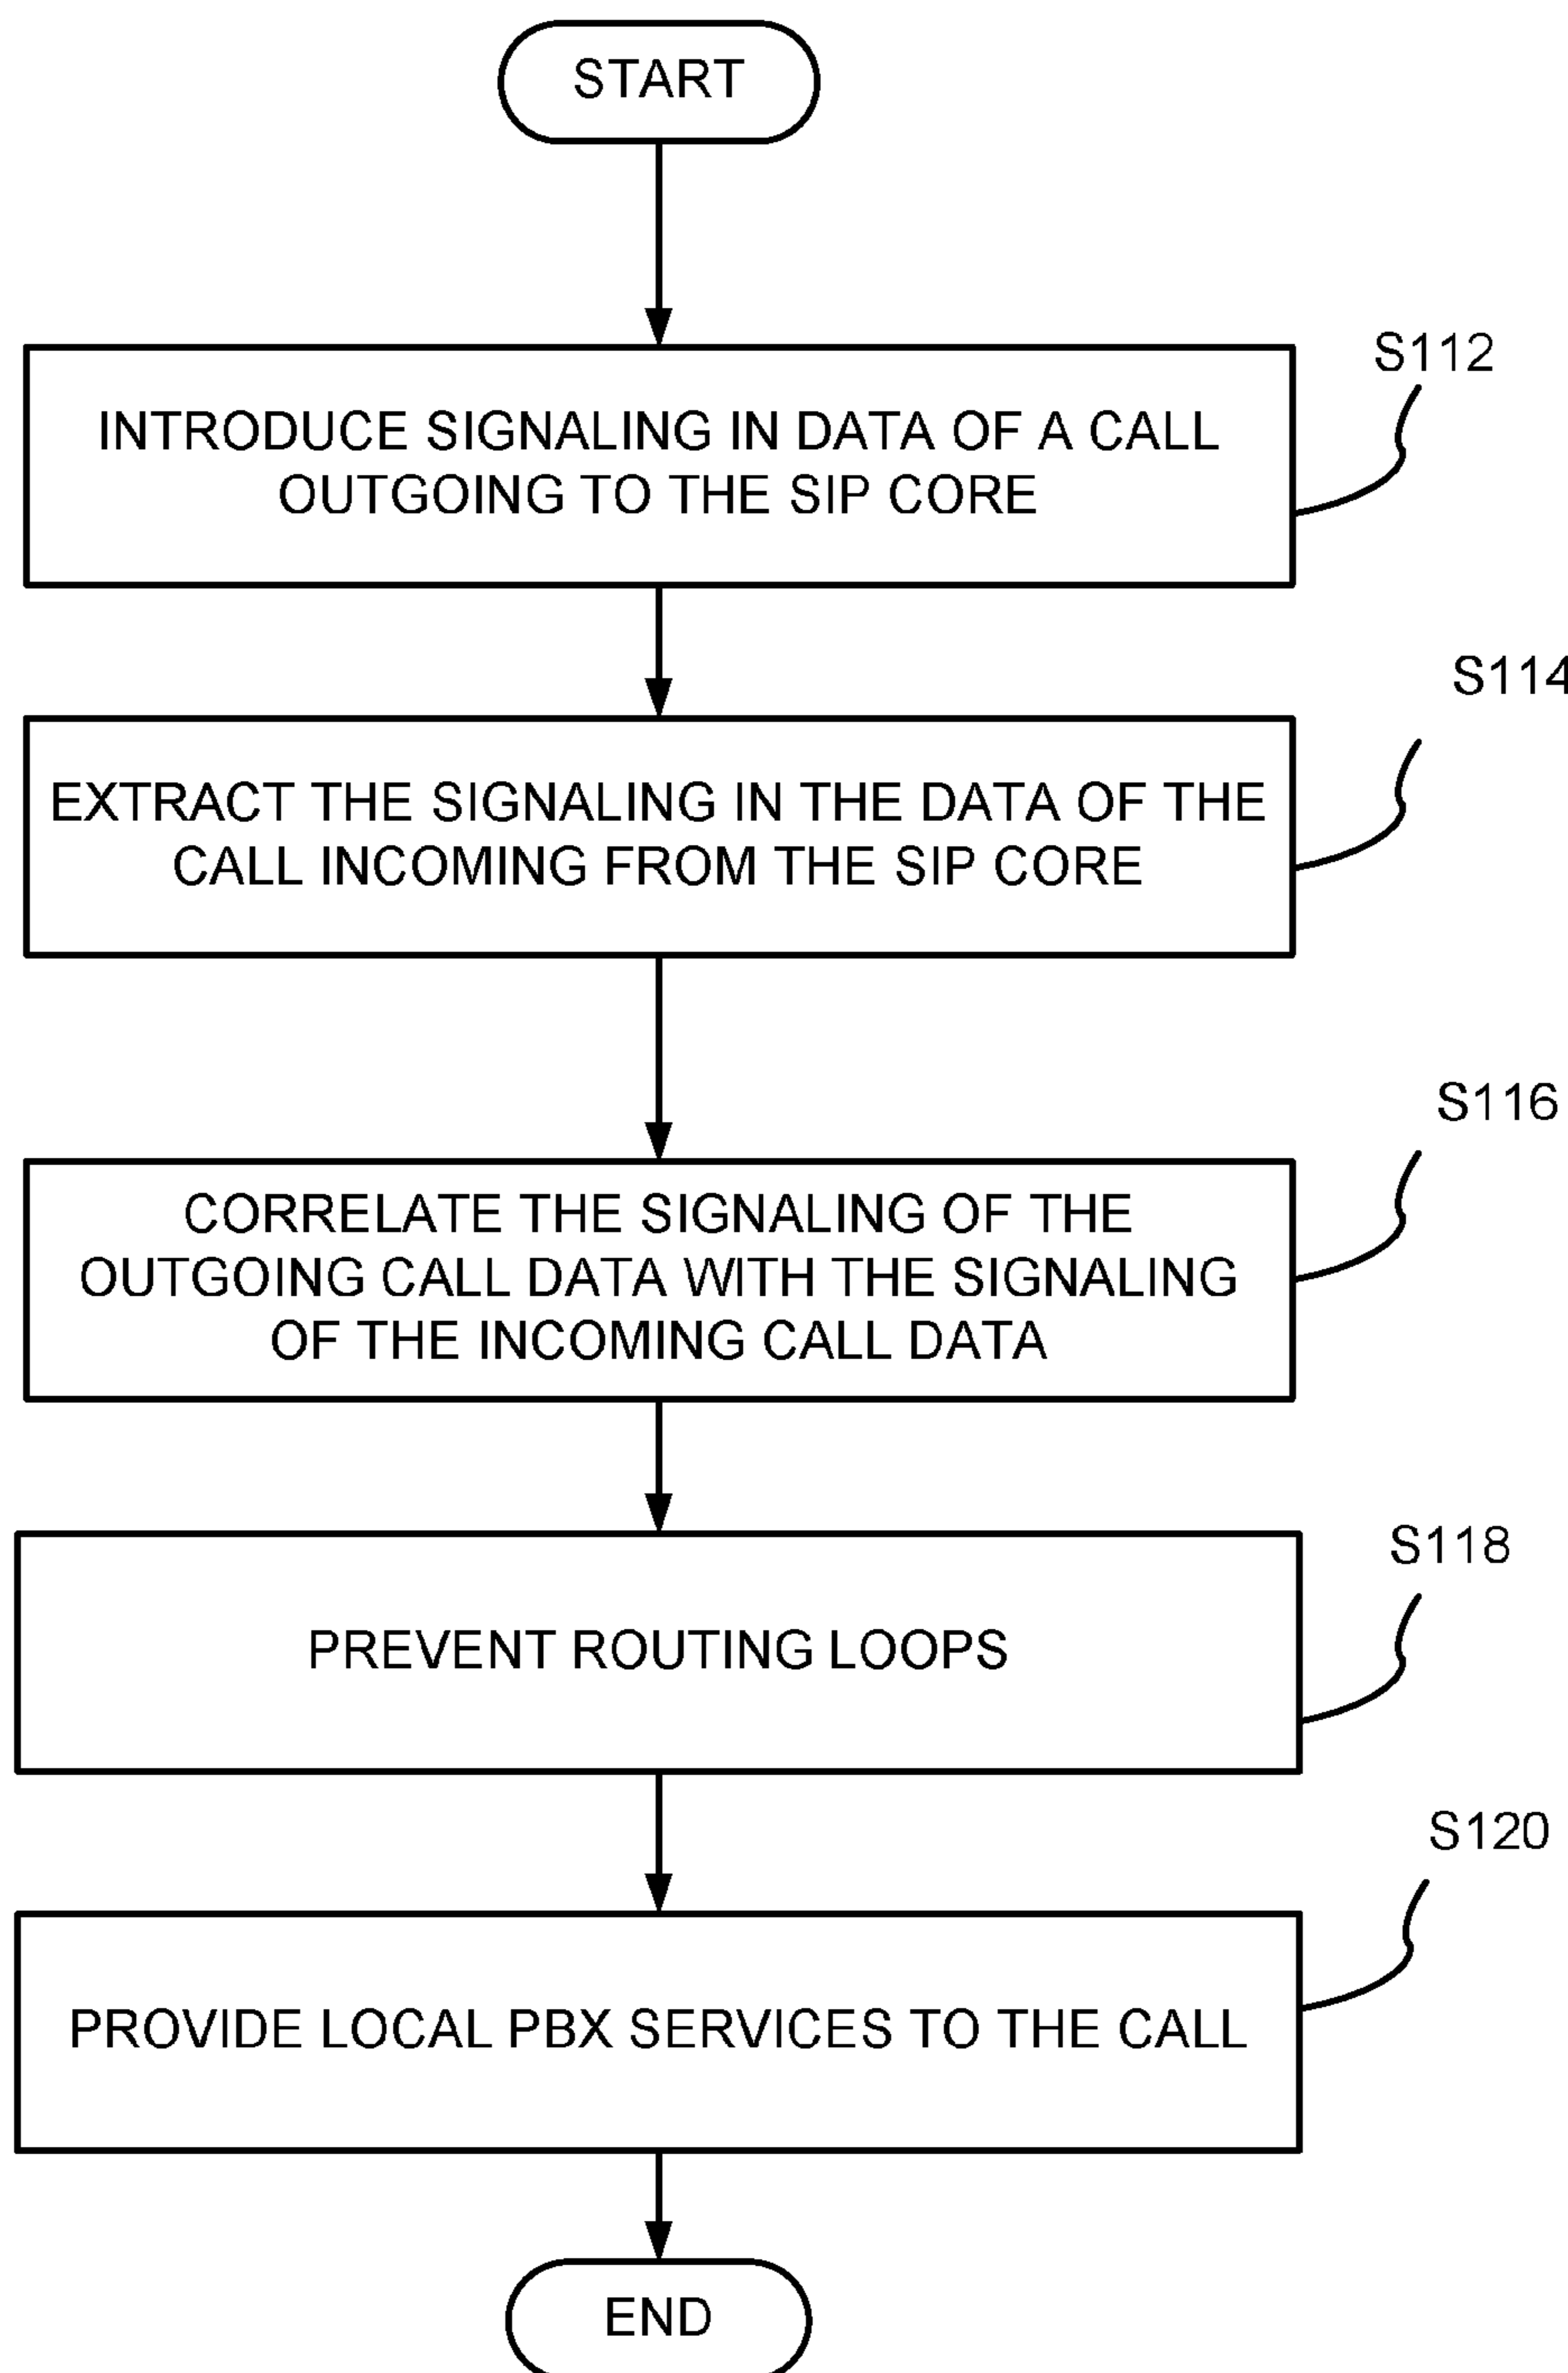 START
S112
INTRODUCE SIGNALING IN DATA OF A CALL
OUTGOING TO THE SIP CORE
S114
EXTRACT THE SIGNALING IN THE DATA OF THE
CALL INCOMING FROM THE SIP CORE
S116
CORRELATE THE SIGNALING OF THE
OUTGOING CALL DATA WITH THE SIGNALING
OF THE INCOMING CALL DATA
S118
PREVENT ROUTING LOOPS
S120
PROVIDE LOCAL PBX SERVICES TO THE CALL
END